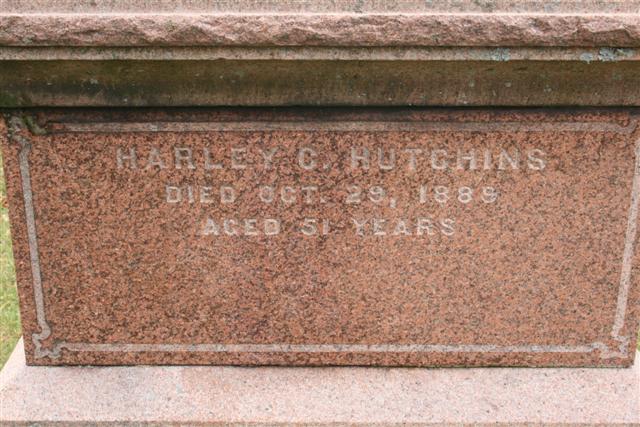 HARLEY C. HUTCHINS
DIED OCT. 29, 1889
AGED 51 YEARS.